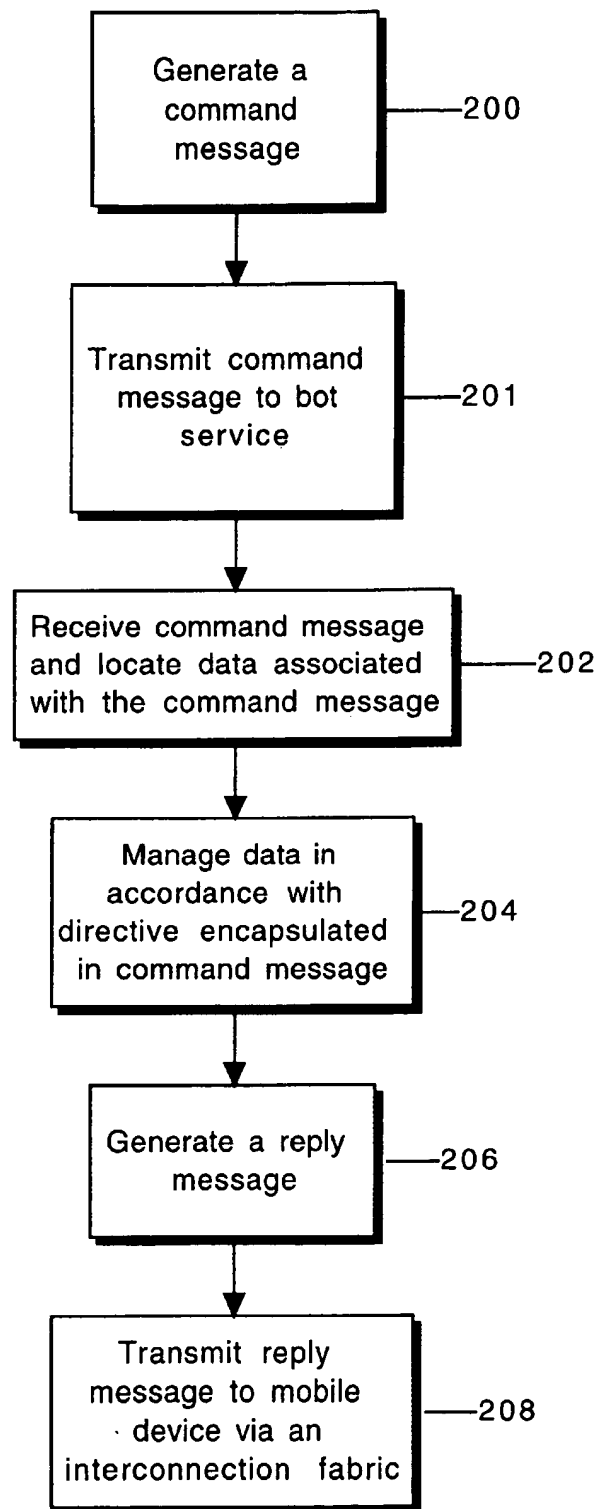 Generate a
command
message
200
Transmit command
message to bot
service
201
Receive command message
and locate data associated
with the command message
202
Manage data in
accordance with
directive encapsulated
in command message
204
Generate a reply
message
206
Transmit reply
message to mobile
device via an
interconnection fabric
208